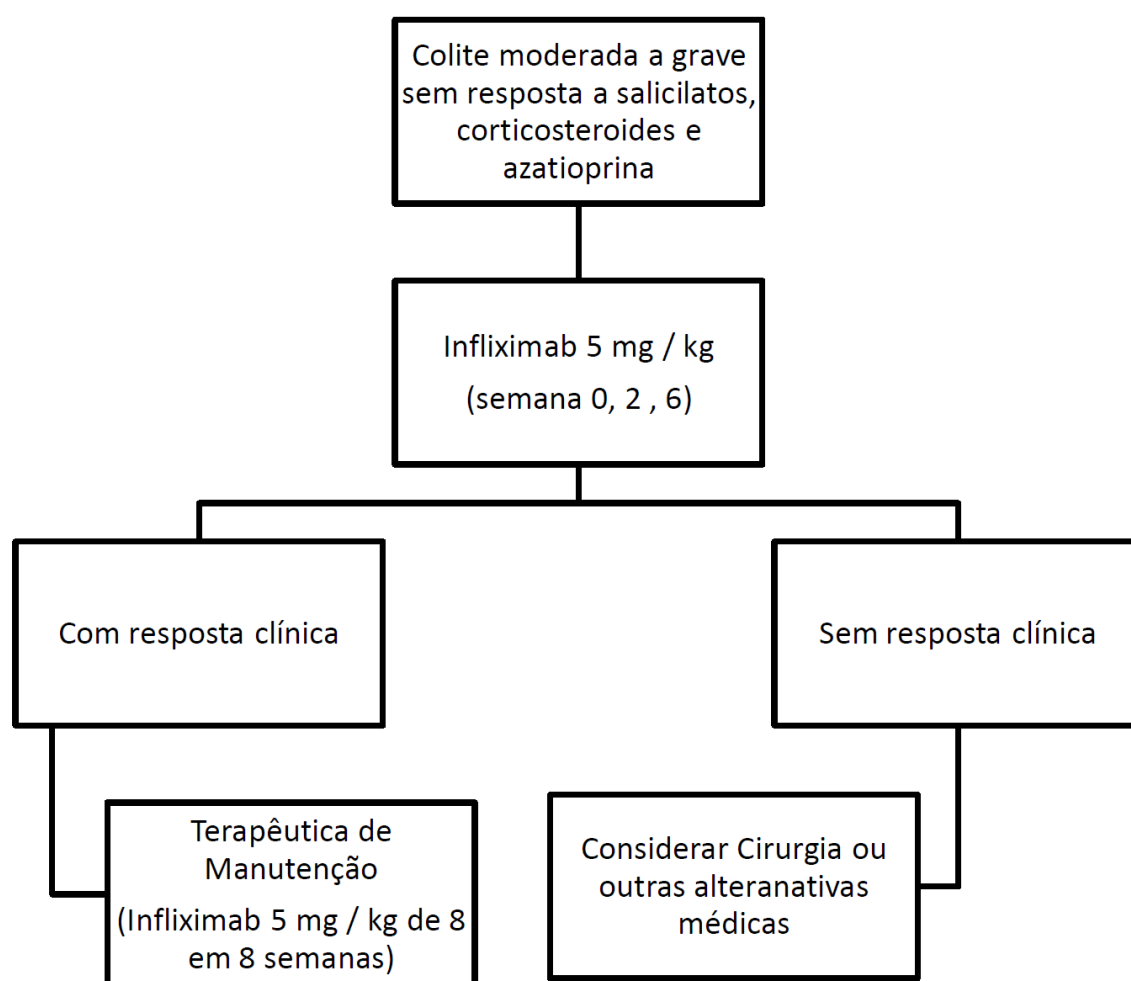 Colite moderada a grave
sem resposta a salicilatos,
corticosteroides e
azatioprina
Infliximab 5 mg / kg
(semana 0, 2 , 6)
Com resposta clínica
Sem resposta clínica
Terapêutica de
Manutenção
(Infliximab 5 mg / kg de 8
em 8 semanas)
Considerar Cirurgia ou
outras alteranativas
médicas